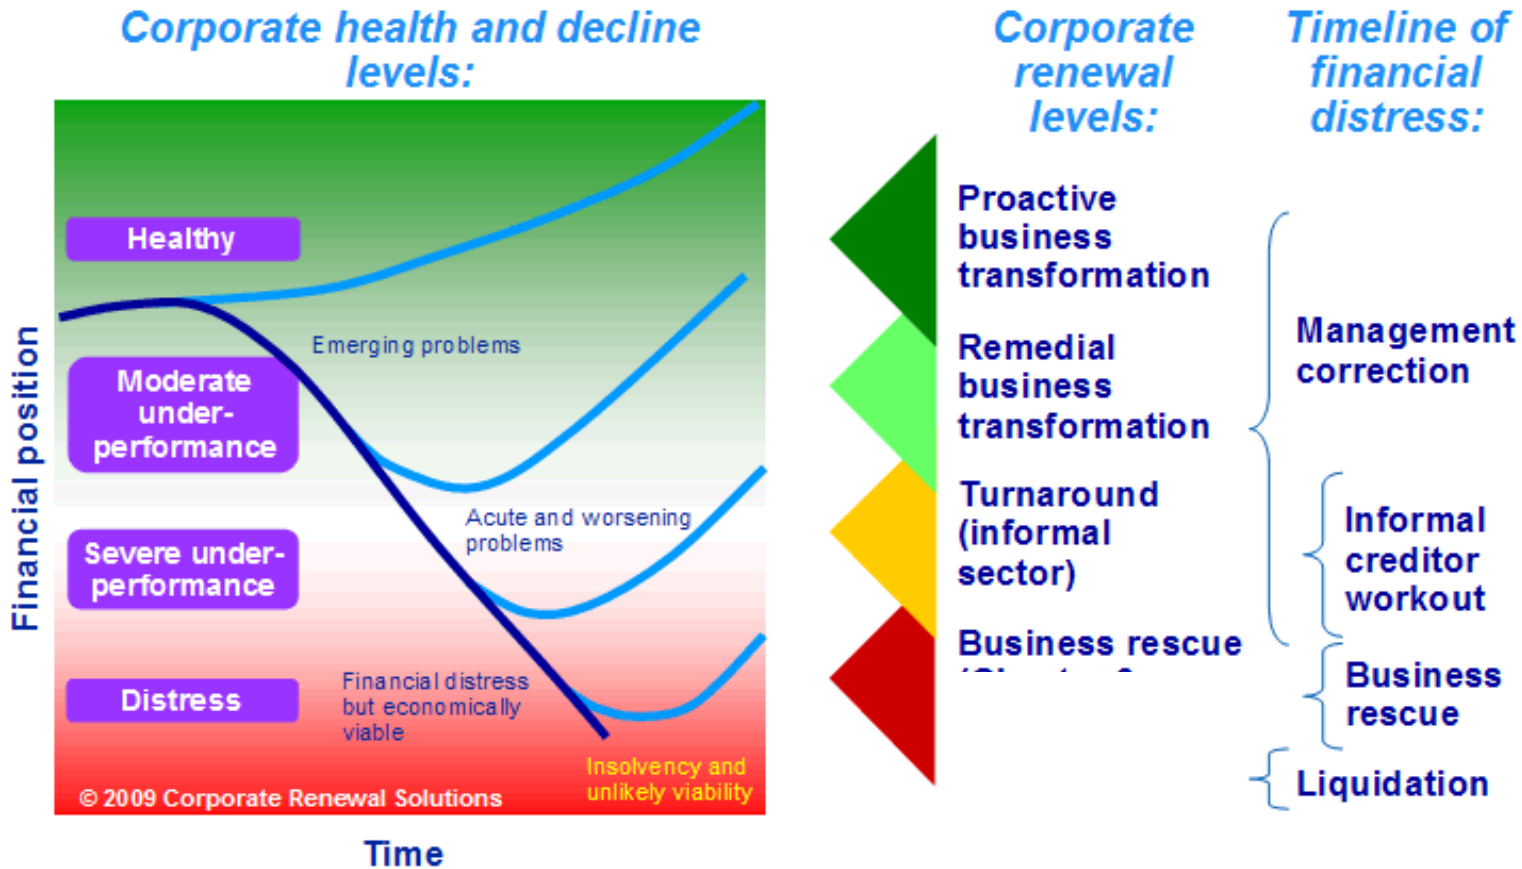 Corporate health and decline
levels:
Corporate
renewal
levels:
Timeline of
financial
distress:
Healthy
Moderate
under-
performance
Severe under-
performance
Distress
Emerging problems
Acute and worsening
problems
Financial distress
but economically
viable
Insolvency and
unlikely viability
© 2009 Corporate Renewal Solutions
Financial position
Time
Proactive
business
transformation
Remedial
business
transformation
Turnaround
(informal
sector)
Business rescue
Management
correction
Informal
creditor
workout
Business
rescue
Liquidation